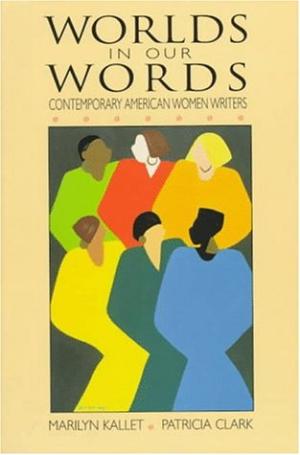 WORLDS
IN OUR
WORDS
CONTEMPORARY AMERICAN WOMEN WRITERS
MARILYN KALLET • PATRICIA CLARK